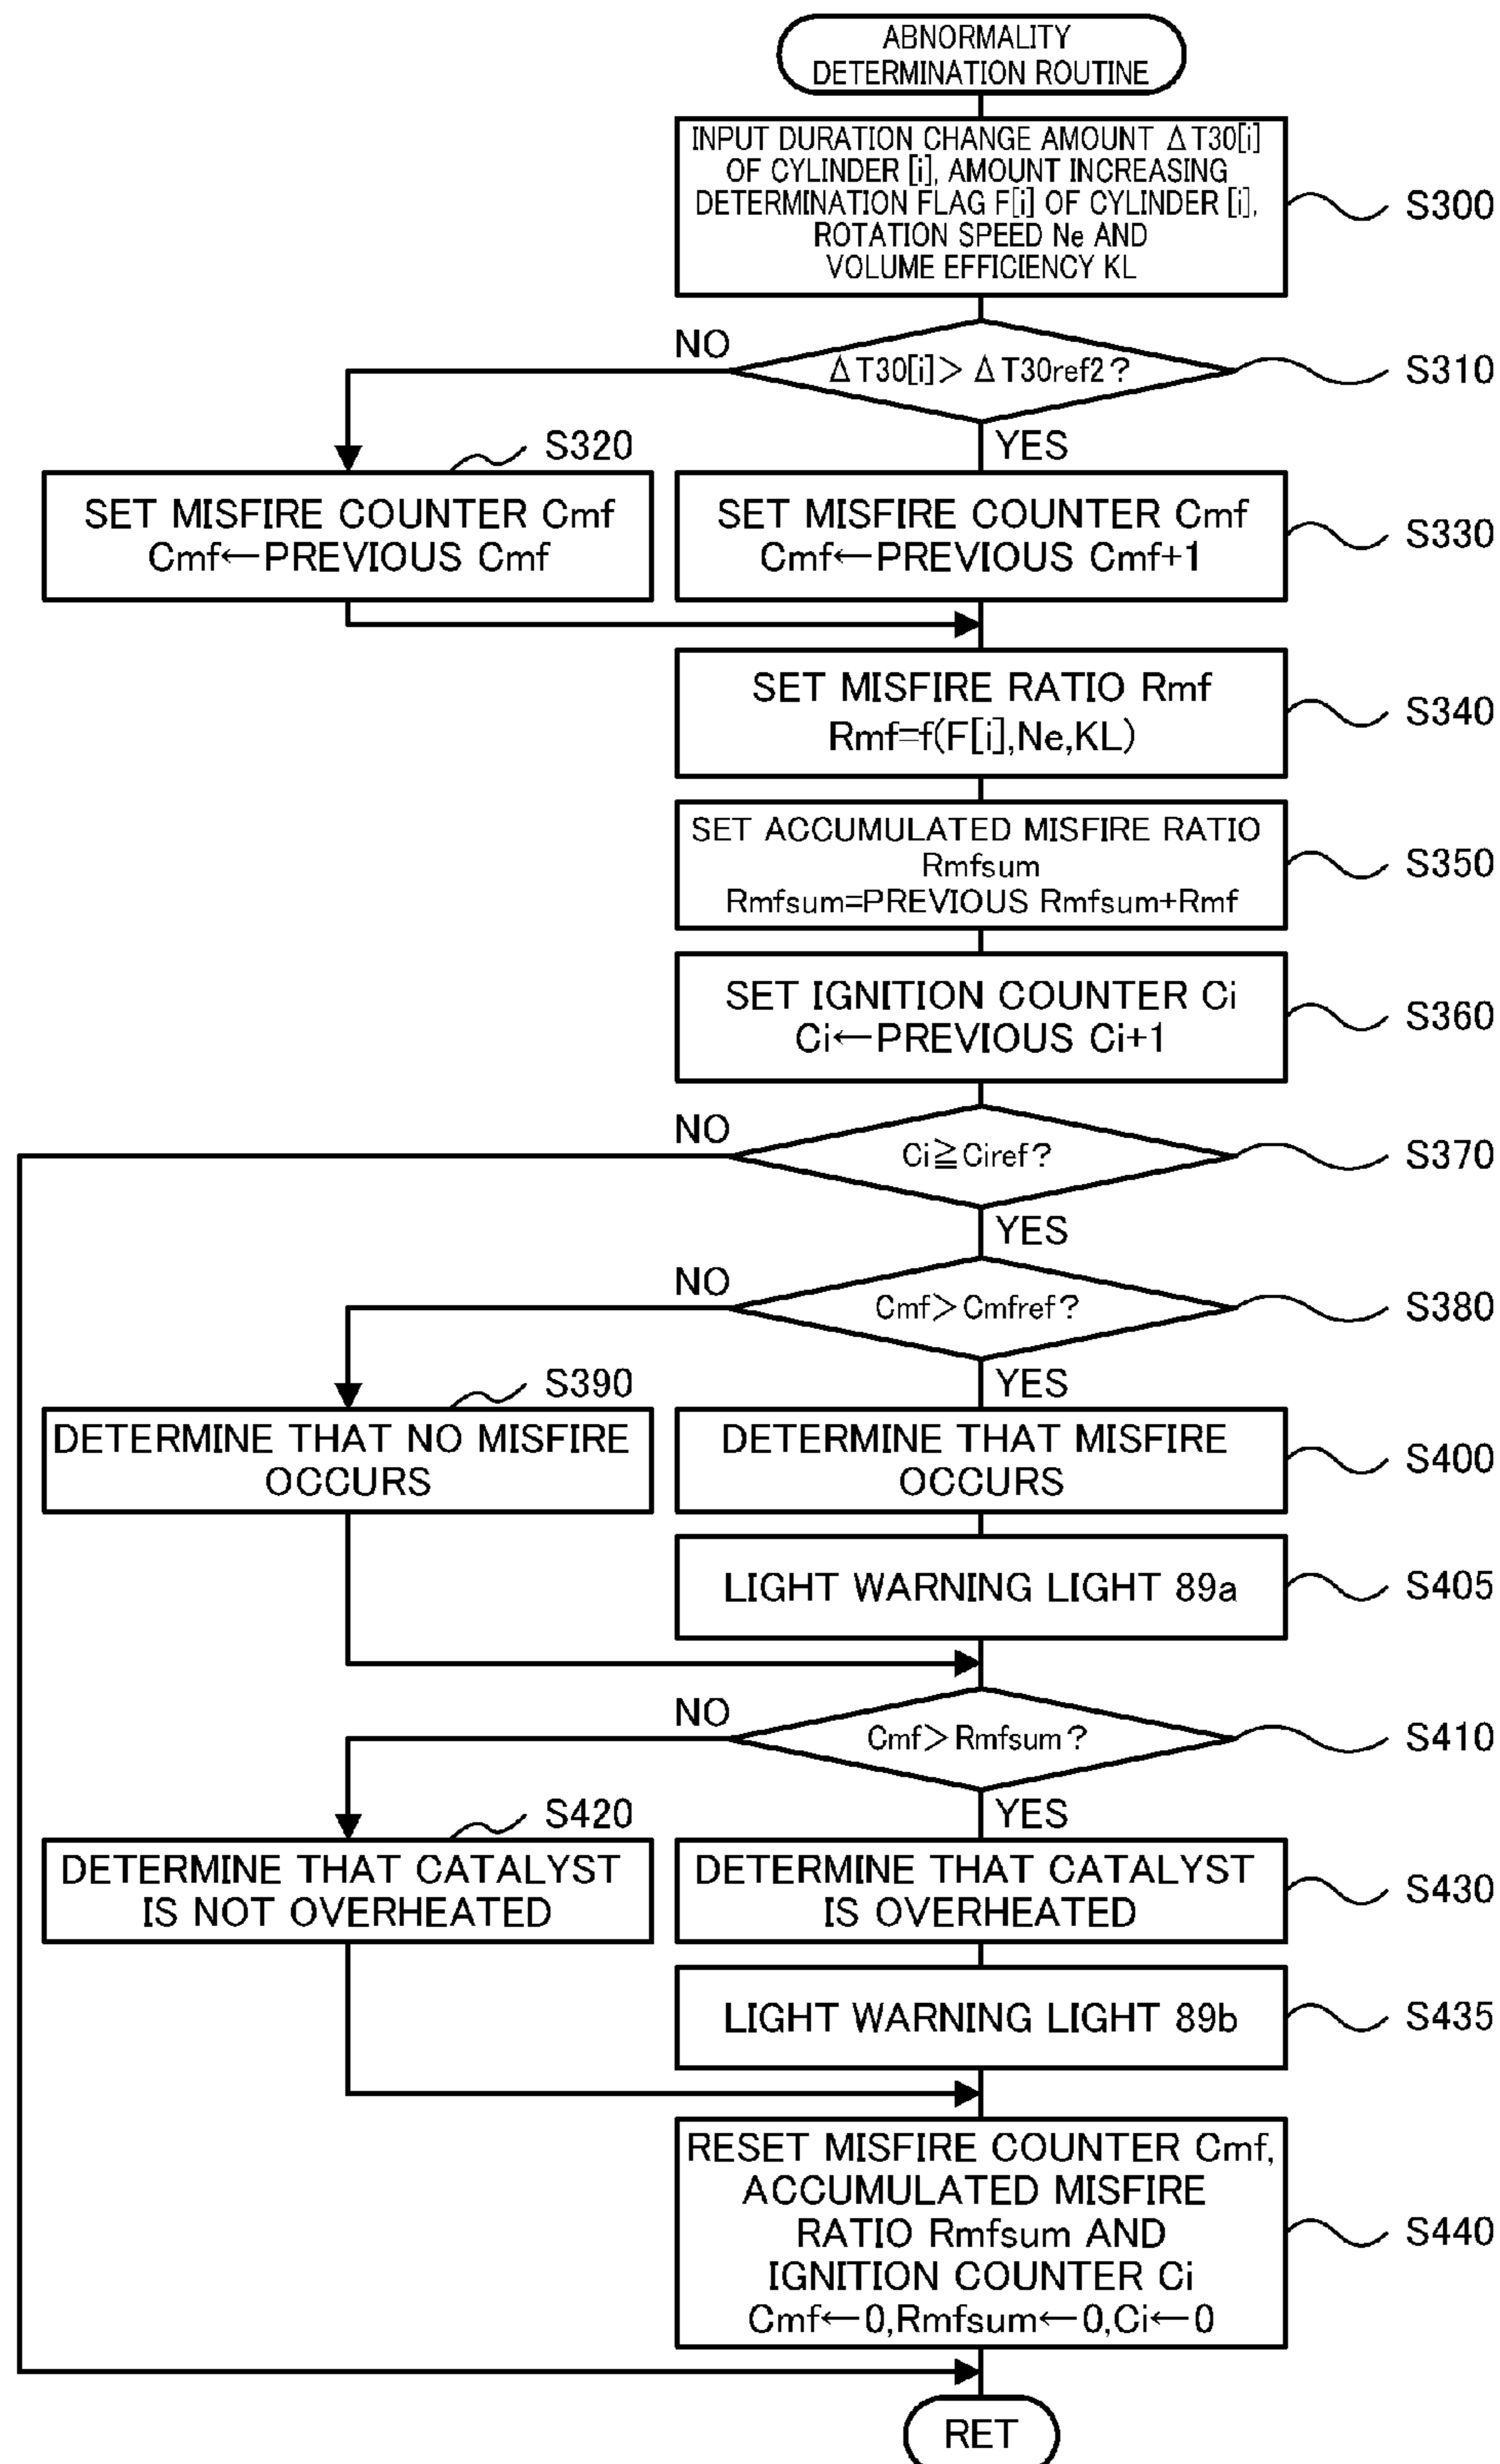 ABNORMALITY
DETERMINATION ROUTINE
INPUT DURATION CHANGE AMOUNT ΔT30[i]
OF CYLINDER [i], AMOUNT INCREASING
DETERMINATION FLAG F[i] OF CYLINDER [i],
ROTATION SPEED Ne AND
VOLUME EFFICIENCY KL
S300
NO
ΔT30[i]>ΔT30ref2?
S310
YES
S320
SET MISFIRE COUNTER Cmf
Cmf←PREVIOUS Cmf
SET MISFIRE COUNTER Cmf
Cmf←PREVIOUS Cmf+1
S330
SET MISFIRE RATIO Rmf
Rmf=f(F[i],Ne,KL)
S340
SET ACCUMULATED MISFIRE RATIO
Rmfsum
Rmfsum=PREVIOUS Rmfsum+Rmf
S350
SET IGNITION COUNTER Ci
Ci←PREVIOUS Ci+1
S360
NO
Ci≧Ciref?
S370
YES
NO
Cmf>Cmfref?
S380
YES
S390
DETERMINE THAT NO MISFIRE
OCCURS
DETERMINE THAT MISFIRE
OCCURS
S400
LIGHT WARNING LIGHT 89a
S405
NO
Cmf>Rmfsum?
S410
YES
S420
DETERMINE THAT CATALYST
IS NOT OVERHEATED
DETERMINE THAT CATALYST
IS OVERHEATED
S430
LIGHT WARNING LIGHT 89b
S435
RESET MISFIRE COUNTER Cmf,
ACCUMULATED MISFIRE
RATIO Rmfsum AND
IGNITION COUNTER Ci
Cmf←0,Rmfsum←0,Ci←0
S440
RET